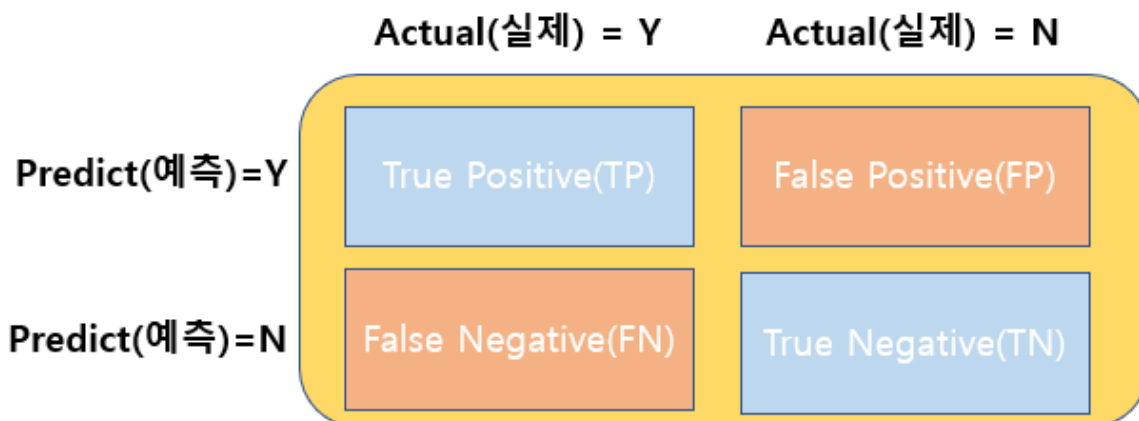 Actual(실제) = Y Actual(실제) = N
Predict(예측)=Y True Positive(TP) False Positive(FP)
Predict(예측)=N False Negative(FN) True Negative(TN)